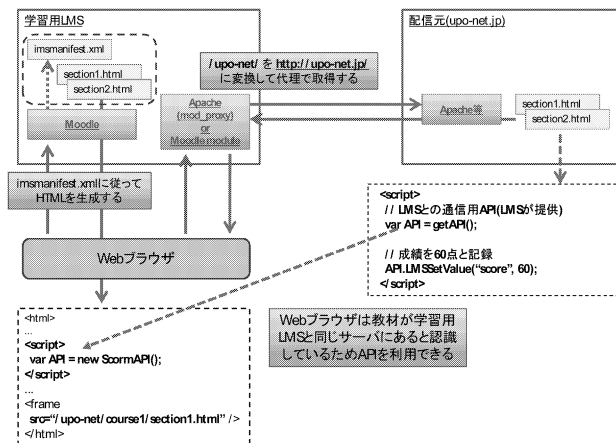 学習用LMS
imsmanifest.xml
section1.html
section2.html
Moodle
Apache
(mod_proxy)
or
Moodle module
/upo-net/ を http://upo-net.jp/
に変換して代理で取得する
配信元(upo-net.jp)
Apache等
section1.html
section2.html
imsmanifest.xmlに従って
HTMLを生成する
Webブラウザ
<script>
// LMSとの通信用API(LMSが提供)
var API = getAPI();
// 成績を60点と記録
API.LMSSetValue(“score”, 60);
</script>
<html>
...
<script>
var API = new ScormAPI();
</script>
...
<frame
src=“/upo-net/course1/section1.html” />
</html>
Webブラウザは教材が学習用
LMSと同じサーバにあると認識
しているためAPIを利用できる